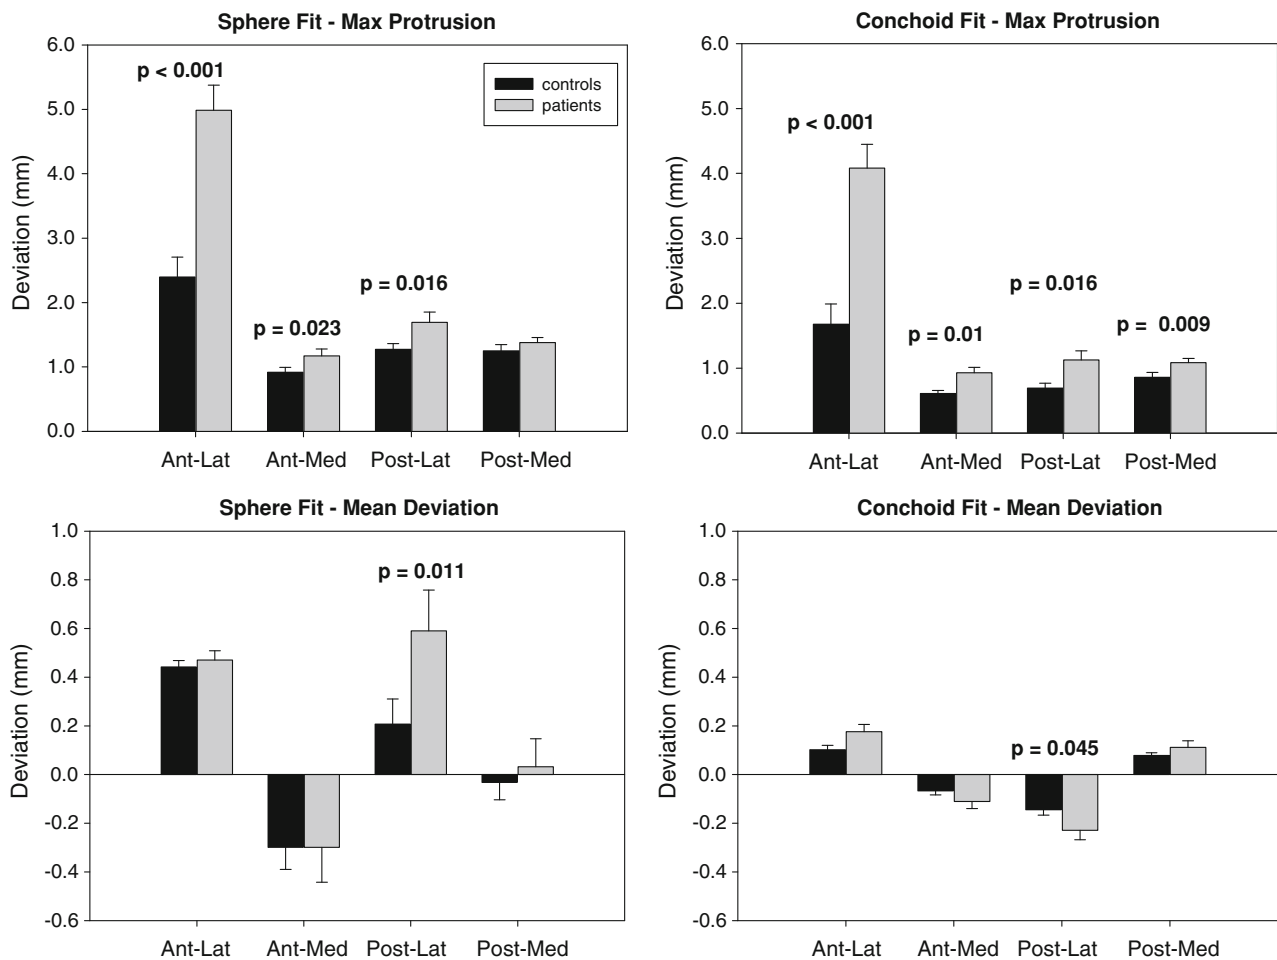 Sphere Fit - Max Protrusion
6.0
5.0
4.0
3.0
2.0
1.0
0.0
Deviation (mm)
p < 0.001
p = 0.023
p = 0.016
controls
patients
Ant-Lat Ant-Med Post-Lat Post-Med
Conchoid Fit - Max Protrusion
6.0
5.0
4.0
3.0
2.0
1.0
0.0
Deviation (mm)
p < 0.001
p = 0.01
p = 0.016
p = 0.009
Ant-Lat Ant-Med Post-Lat Post-Med
Sphere Fit - Mean Deviation
1.0
0.8
0.6
0.4
0.2
0.0
-0.2
-0.4
-0.6
Deviation (mm)
p = 0.011
Ant-Lat Ant-Med Post-Lat Post-Med
Conchoid Fit - Mean Deviation
1.0
0.8
0.6
0.4
0.2
0.0
-0.2
-0.4
-0.6
Deviation (mm)
p = 0.045
Ant-Lat Ant-Med Post-Lat Post-Med